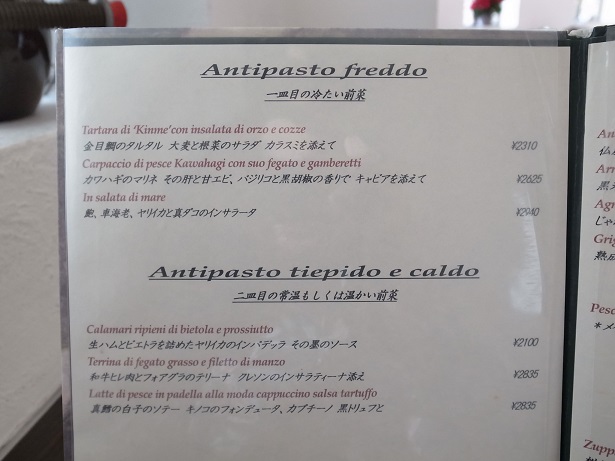 Antipasto freddo
一皿目の冷たい前菜
Tartara di 'Kinme'con insalata di orzo e cozze
金目鯛のタルタル 大麦と根菜のサラダ カラスミを添えて ¥2310
Carpaccio di pesce Kawahagi con suo fegato e gamberetti
カワハギのマリネ その肝と甘エビ、バジリコと黒胡椒の香りで キャビアを添えて ¥2625
In salata di mare
鮑、車海老、ヤリイカと真ダコのインサラータ ¥2940
Antipasto tiepido e caldo
二皿目の常温もしくは温かい前菜
Calamari ripieni di bietola e prossiutto
生ハムとビエトラを詰めたヤリイカのインパデッラ その墨のソース ¥2100
Terrina di fegato grasso e filetto di manzo
和牛ヒレ肉とフォアグラのテリーナ クレソンのインサラティーナ添え ¥2835
Latte di pesce in padella alla moda cappuccino salsa tartuffo
真鱈の白子のソテー キノコのフォンデュータ、カプチーノ 黒トリュフと ¥2835